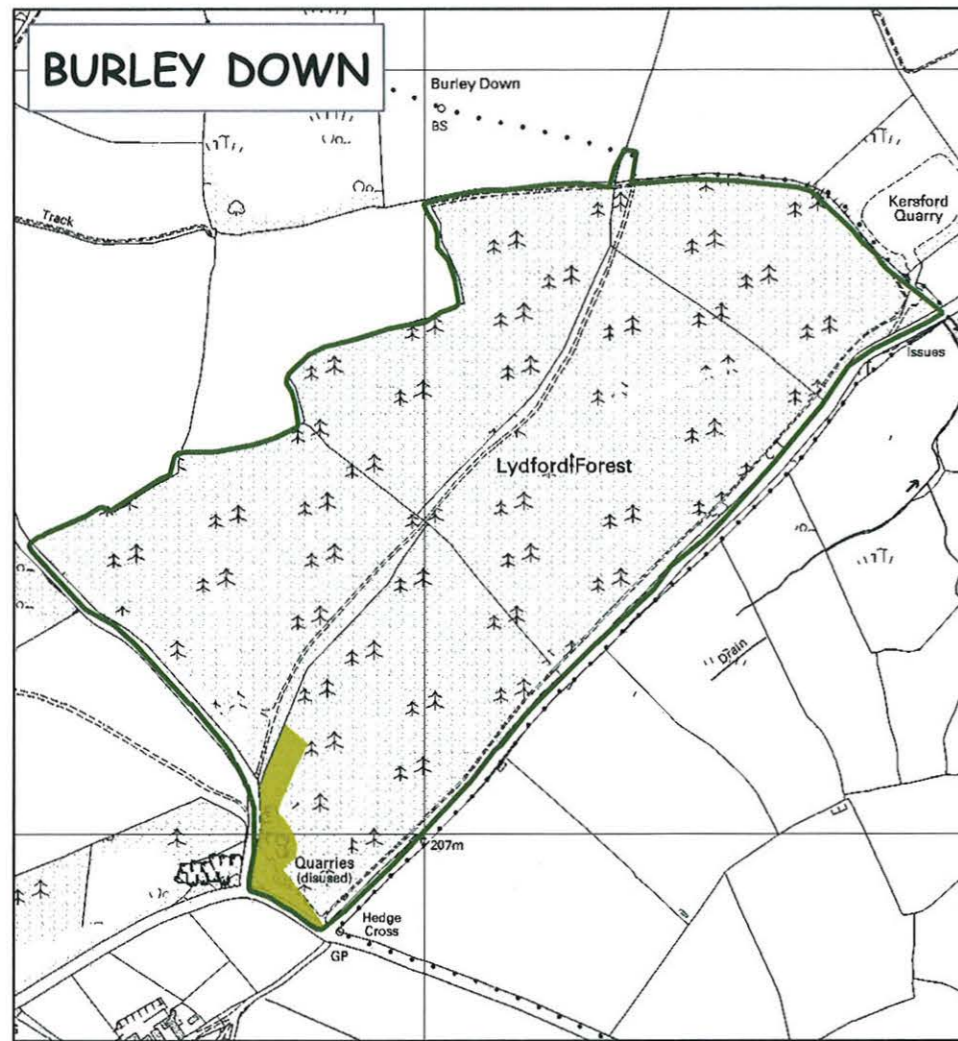 BURLEY DOWN
Burley Down
BS
Track
Kersford
Quarry
Issues
Lydford Forest
Drain
207m
Quarries
(disused)
Hedge
Cross
GP